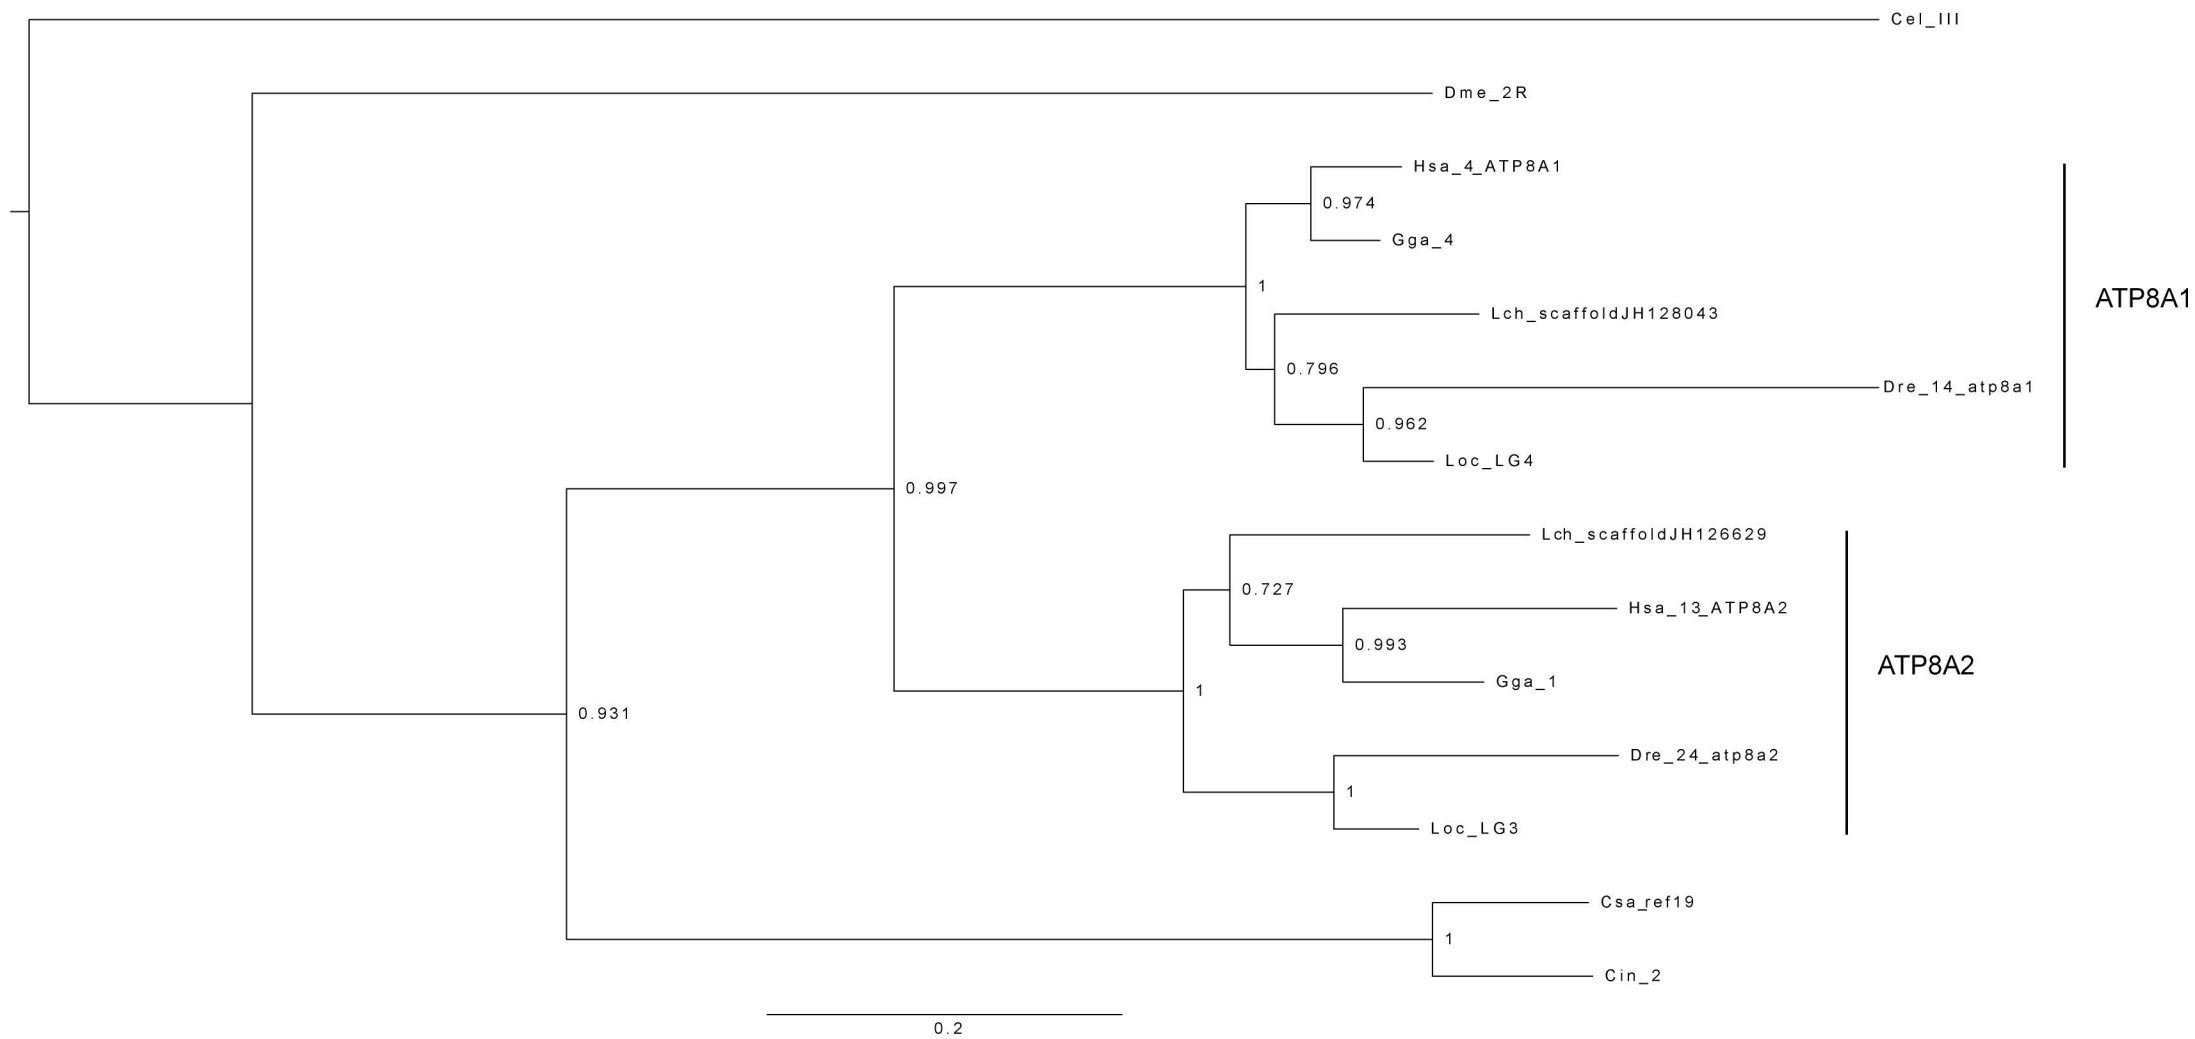 Cel_III
Dme_2R
Hsa_4_ATP8A1
0.974
Gga_4
1
ATP8A1
Lch_scaffoldJH128043
0.796
Dre_14_atp8a1
0.962
Loc_LG4
0.997
Lch_scaffoldJH126629
0.727
Hsa_13_ATP8A2
0.993
ATP8A2
Gga_1
1
0.931
Dre_24_atp8a2
1
Loc_LG3
Csa_ref19
1
Cin_2
0.2